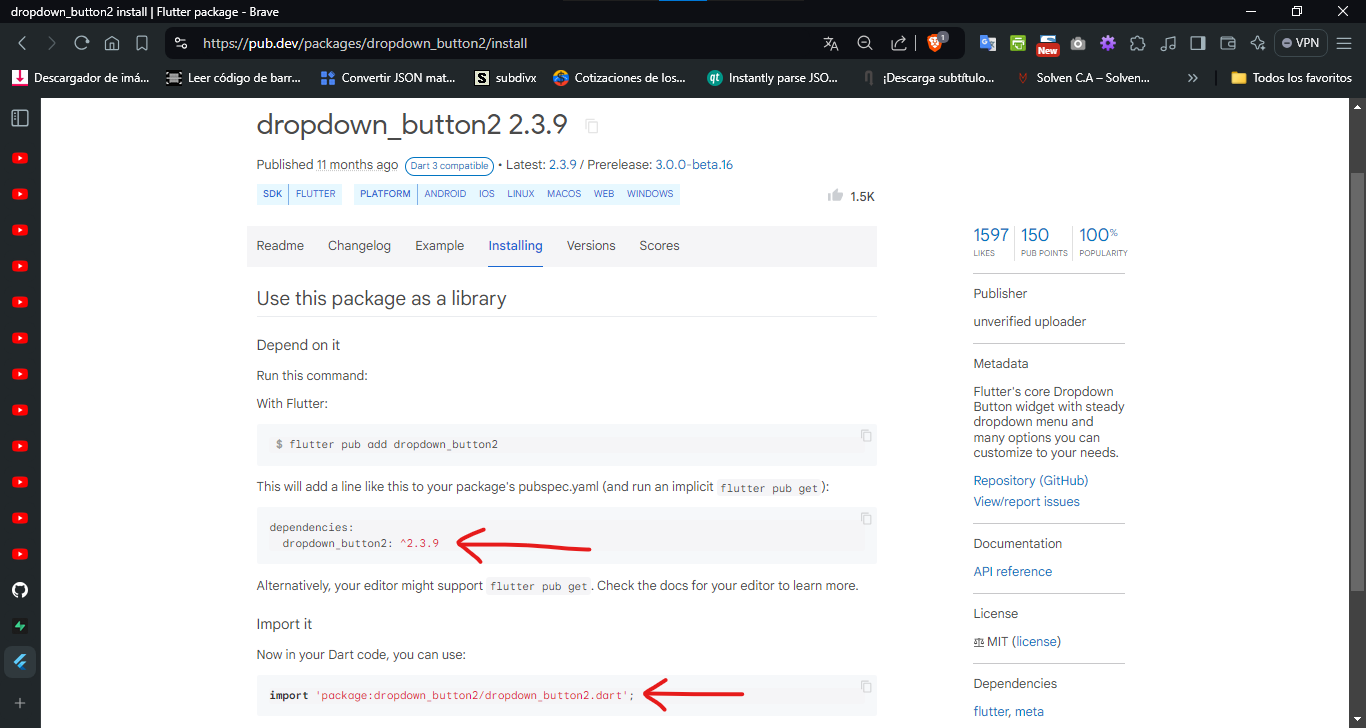 dropdown_button2 install | Flutter package - Brave
https://pub.dev/packages/dropdown_button2/install
1
New
VPN
Descargador de imá...
Leer código de barr...
Convertir JSON mat...
S subdivx
Cotizaciones de los...
qt Instantly parse JSO...
¡Descarga subtítulo...
Solven C.A – Solven...
»
Todos los favoritos
dropdown_button2 2.3.9
Published 11 months ago Dart 3 compatible • Latest: 2.3.9 / Prerelease: 3.0.0-beta.16
SDK FLUTTER PLATFORM ANDROID IOS LINUX MACOS WEB WINDOWS
1.5K
Readme Changelog Example Installing Versions Scores
Use this package as a library
Depend on it
Run this command:
With Flutter:
$ flutter pub add dropdown_button2
This will add a line like this to your package's pubspec.yaml (and run an implicit flutter pub get ):
dependencies:
dropdown_button2: ^2.3.9
Alternatively, your editor might support flutter pub get . Check the docs for your editor to learn more.
Import it
Now in your Dart code, you can use:
import 'package:dropdown_button2/dropdown_button2.dart';
1597 150 100%
LIKES PUB POINTS POPULARITY
Publisher
unverified uploader
Metadata
Flutter's core Dropdown
Button widget with steady
dropdown menu and
many options you can
customize to your needs.
Repository (GitHub)
View/report issues
Documentation
API reference
License
MIT (license)
Dependencies
flutter, meta